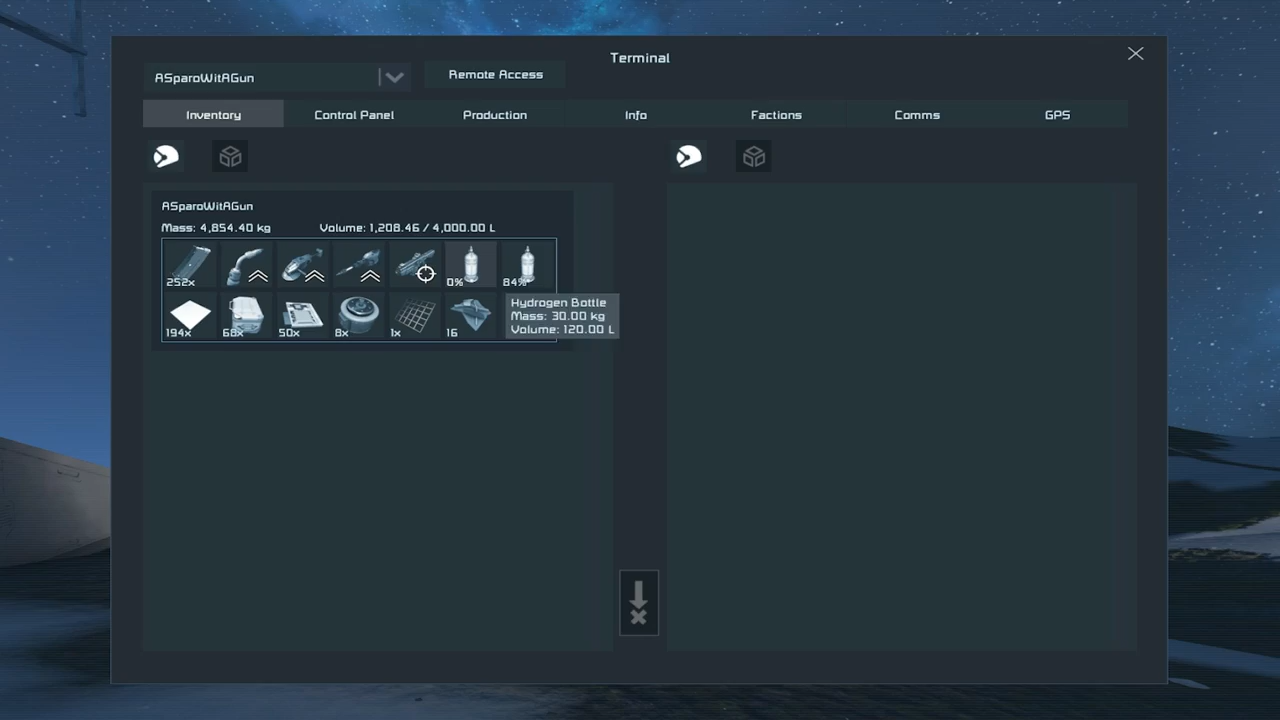 Terminal
ASparoWitAGun
Remote Access
Inventory
Control Panel
Production
Info
Factions
Comms
GPS
ASparoWitAGun
Mass: 4,854.40 kg
Volume: 1,208.46 / 4,000.00 L
252x
0%
84%
194x
68x
50x
8x
1x
16
Hydrogen Bottle
Mass: 30.00 kg
Volume: 120.00 L